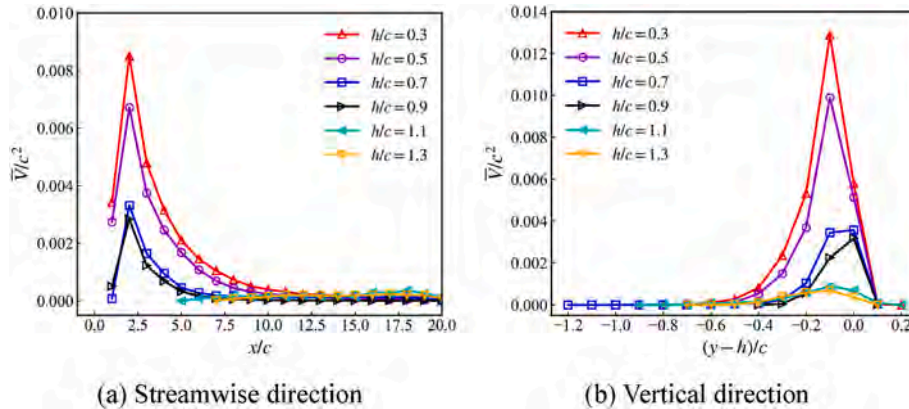 0.010
0.008
0.006
0.004
0.002
0.000
V̅/c²
h/c=0.3
h/c=0.5
h/c=0.7
h/c=0.9
h/c=1.1
h/c=1.3
0.0 2.5 5.0 7.5 10.0 12.5 15.0 17.5 20.0
x/c
(a) Streamwise direction
0.014
0.012
0.010
0.008
0.006
0.004
0.002
0.000
V̅/c²
h/c=0.3
h/c=0.5
h/c=0.7
h/c=0.9
h/c=1.1
h/c=1.3
−1.2 −1.0 −0.8 −0.6 −0.4 −0.2 0.0 0.2
(y−h)/c
(b) Vertical direction